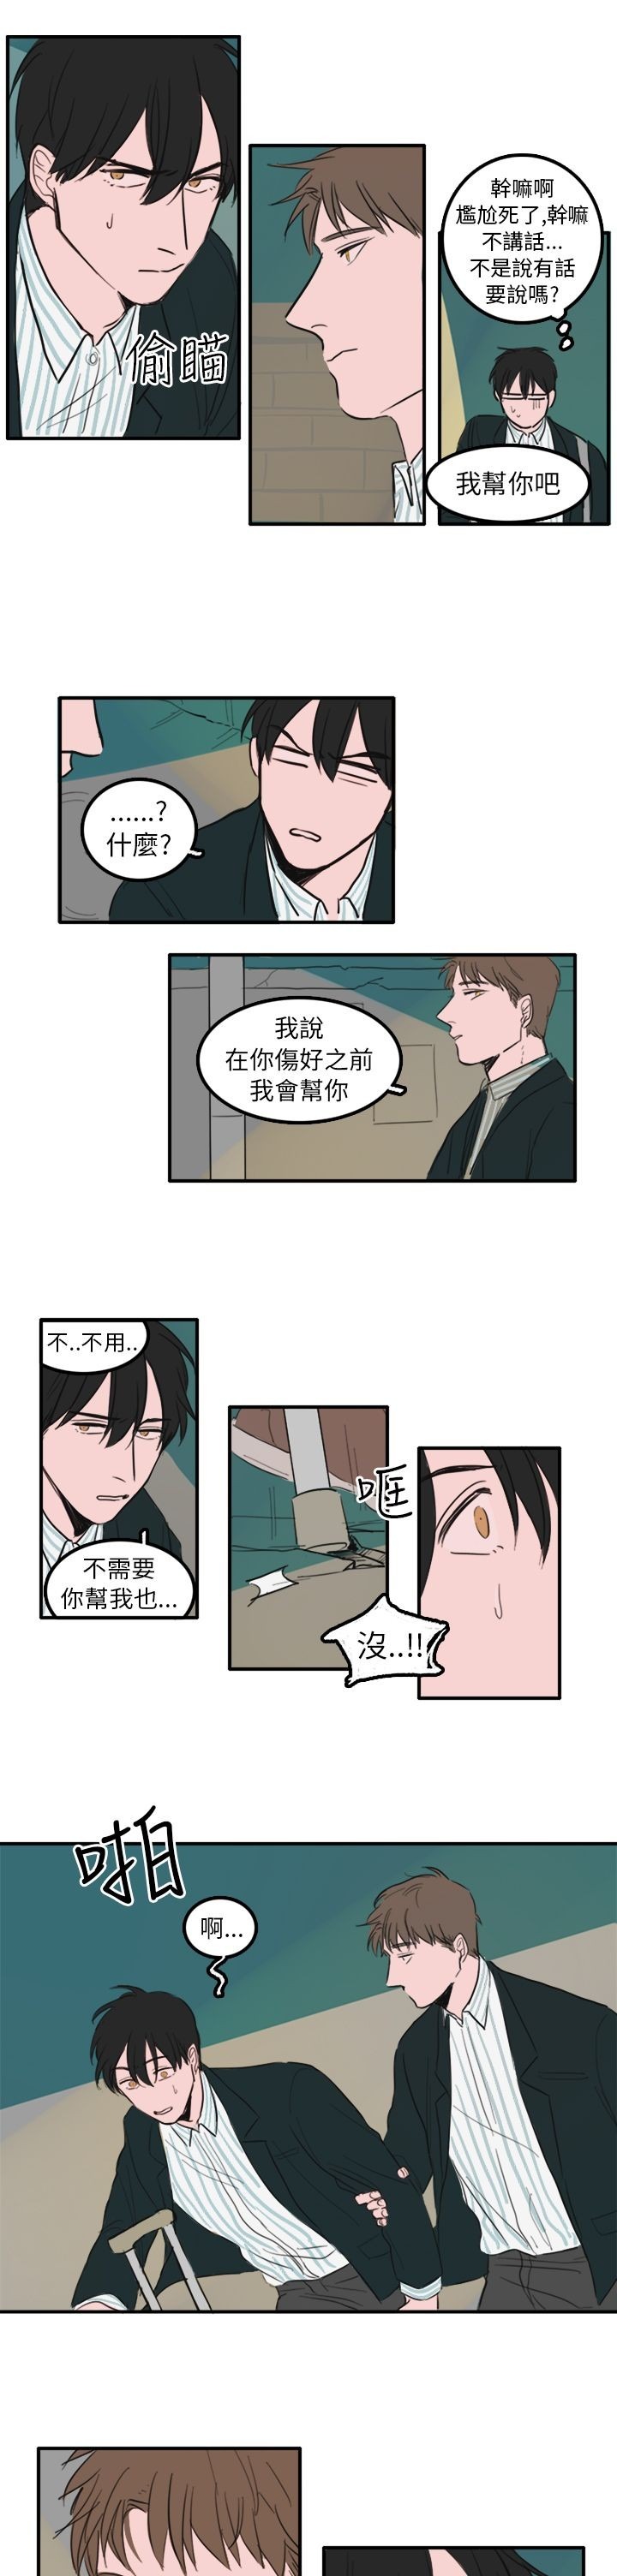 偷瞄
幹嘛啊
尷尬死了,幹嘛
不講話...
不是說有話
要說嗎?
我幫你吧
......?
什麼?
我說
在你傷好之前
我會幫你
不..不用..
不需要
你幫我也...
哐
沒..!!
啪
啊...